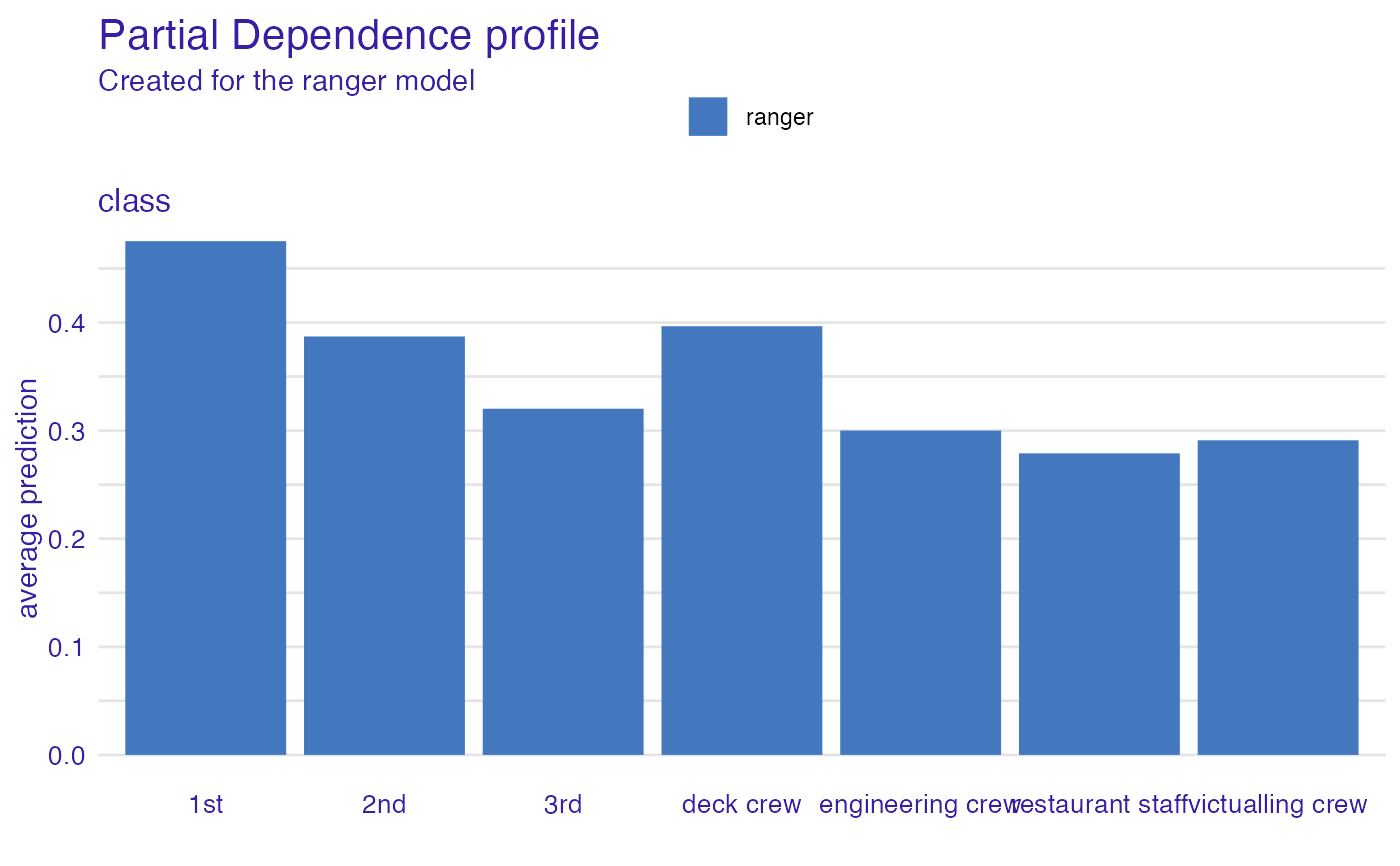 Partial Dependence profile
Created for the ranger model
ranger
class
average prediction
0.4
0.3
0.2
0.1
0.0
1st 2nd 3rd deck crew engineering crew restaurant staff victualling crew